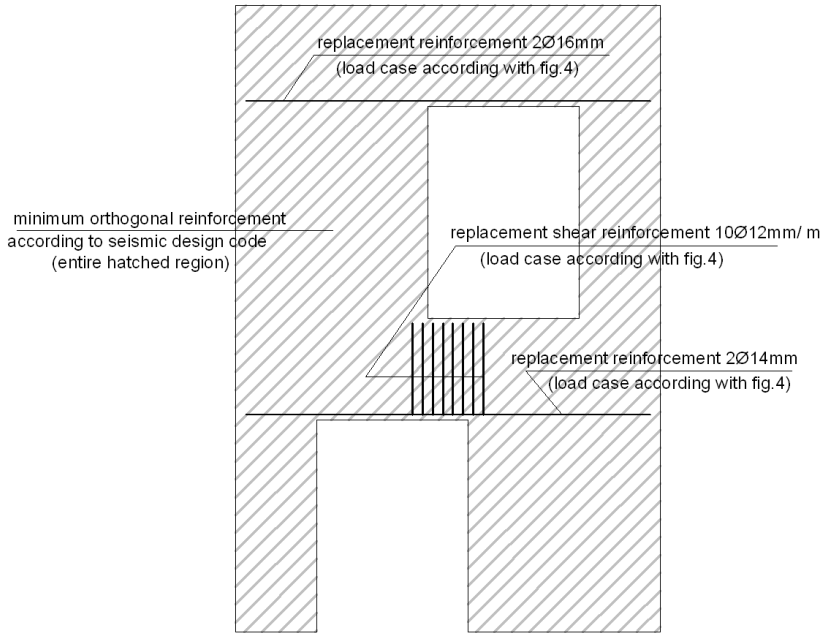 replacement reinforcement 2Ø16mm
(load case according with fig.4)
minimum orthogonal reinforcement
according to seismic design code
(entire hatched region)
replacement shear reinforcement 10Ø12mm/ m
(load case according with fig.4)
replacement reinforcement 2Ø14mm
(load case according with fig.4)